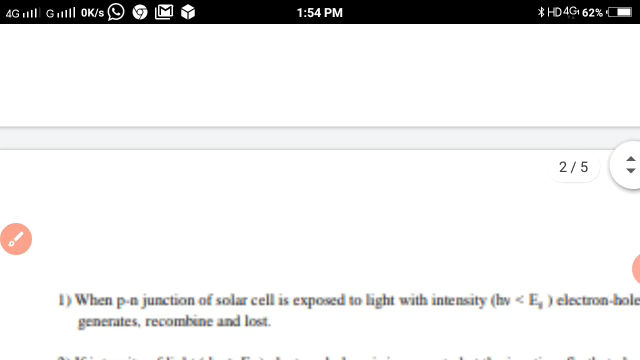 4G G 0K/s 1:54 PM HD 4G 62%
2 / 5
1) When p-n junction of solar cell is exposed to light with intensity (hν < Eg ) electron-hole
generates, recombine and lost.